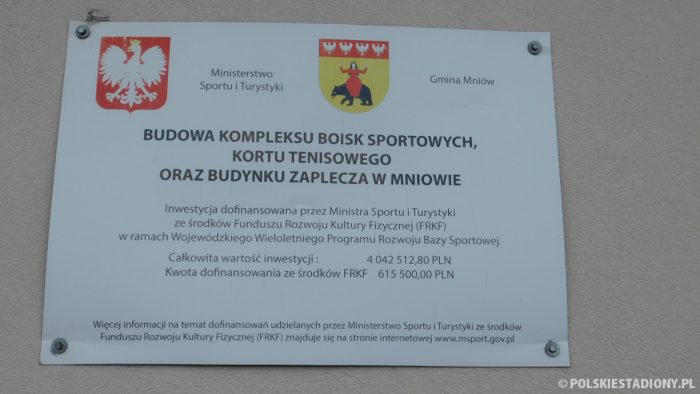 Ministerstwo
Sportu i Turystyki
Gmina Mniów
BUDOWA KOMPLEKSU BOISK SPORTOWYCH,
KORTU TENISOWEGO
ORAZ BUDYNKU ZAPLECZA W MNIOWIE
Inwestycja dofinansowana przez Ministra Sportu i Turystyki
ze środków Funduszu Rozwoju Kultury Fizycznej (FRKF)
w ramach Wojewódzkiego Wieloletniego Programu Rozwoju Bazy Sportowej
Całkowita wartość inwestycji : 4 042 512,80 PLN
Kwota dofinansowania ze środków FRKF 615 500,00 PLN
Więcej informacji na temat dofinansowań udzielanych przez Ministerstwo Sportu i Turystyki ze środków
Funduszu Rozwoju Kultury Fizycznej (FRKF) znajduje się na stronie internetowej www.msport.gov.pl
© POLSKIESTADIONY.PL